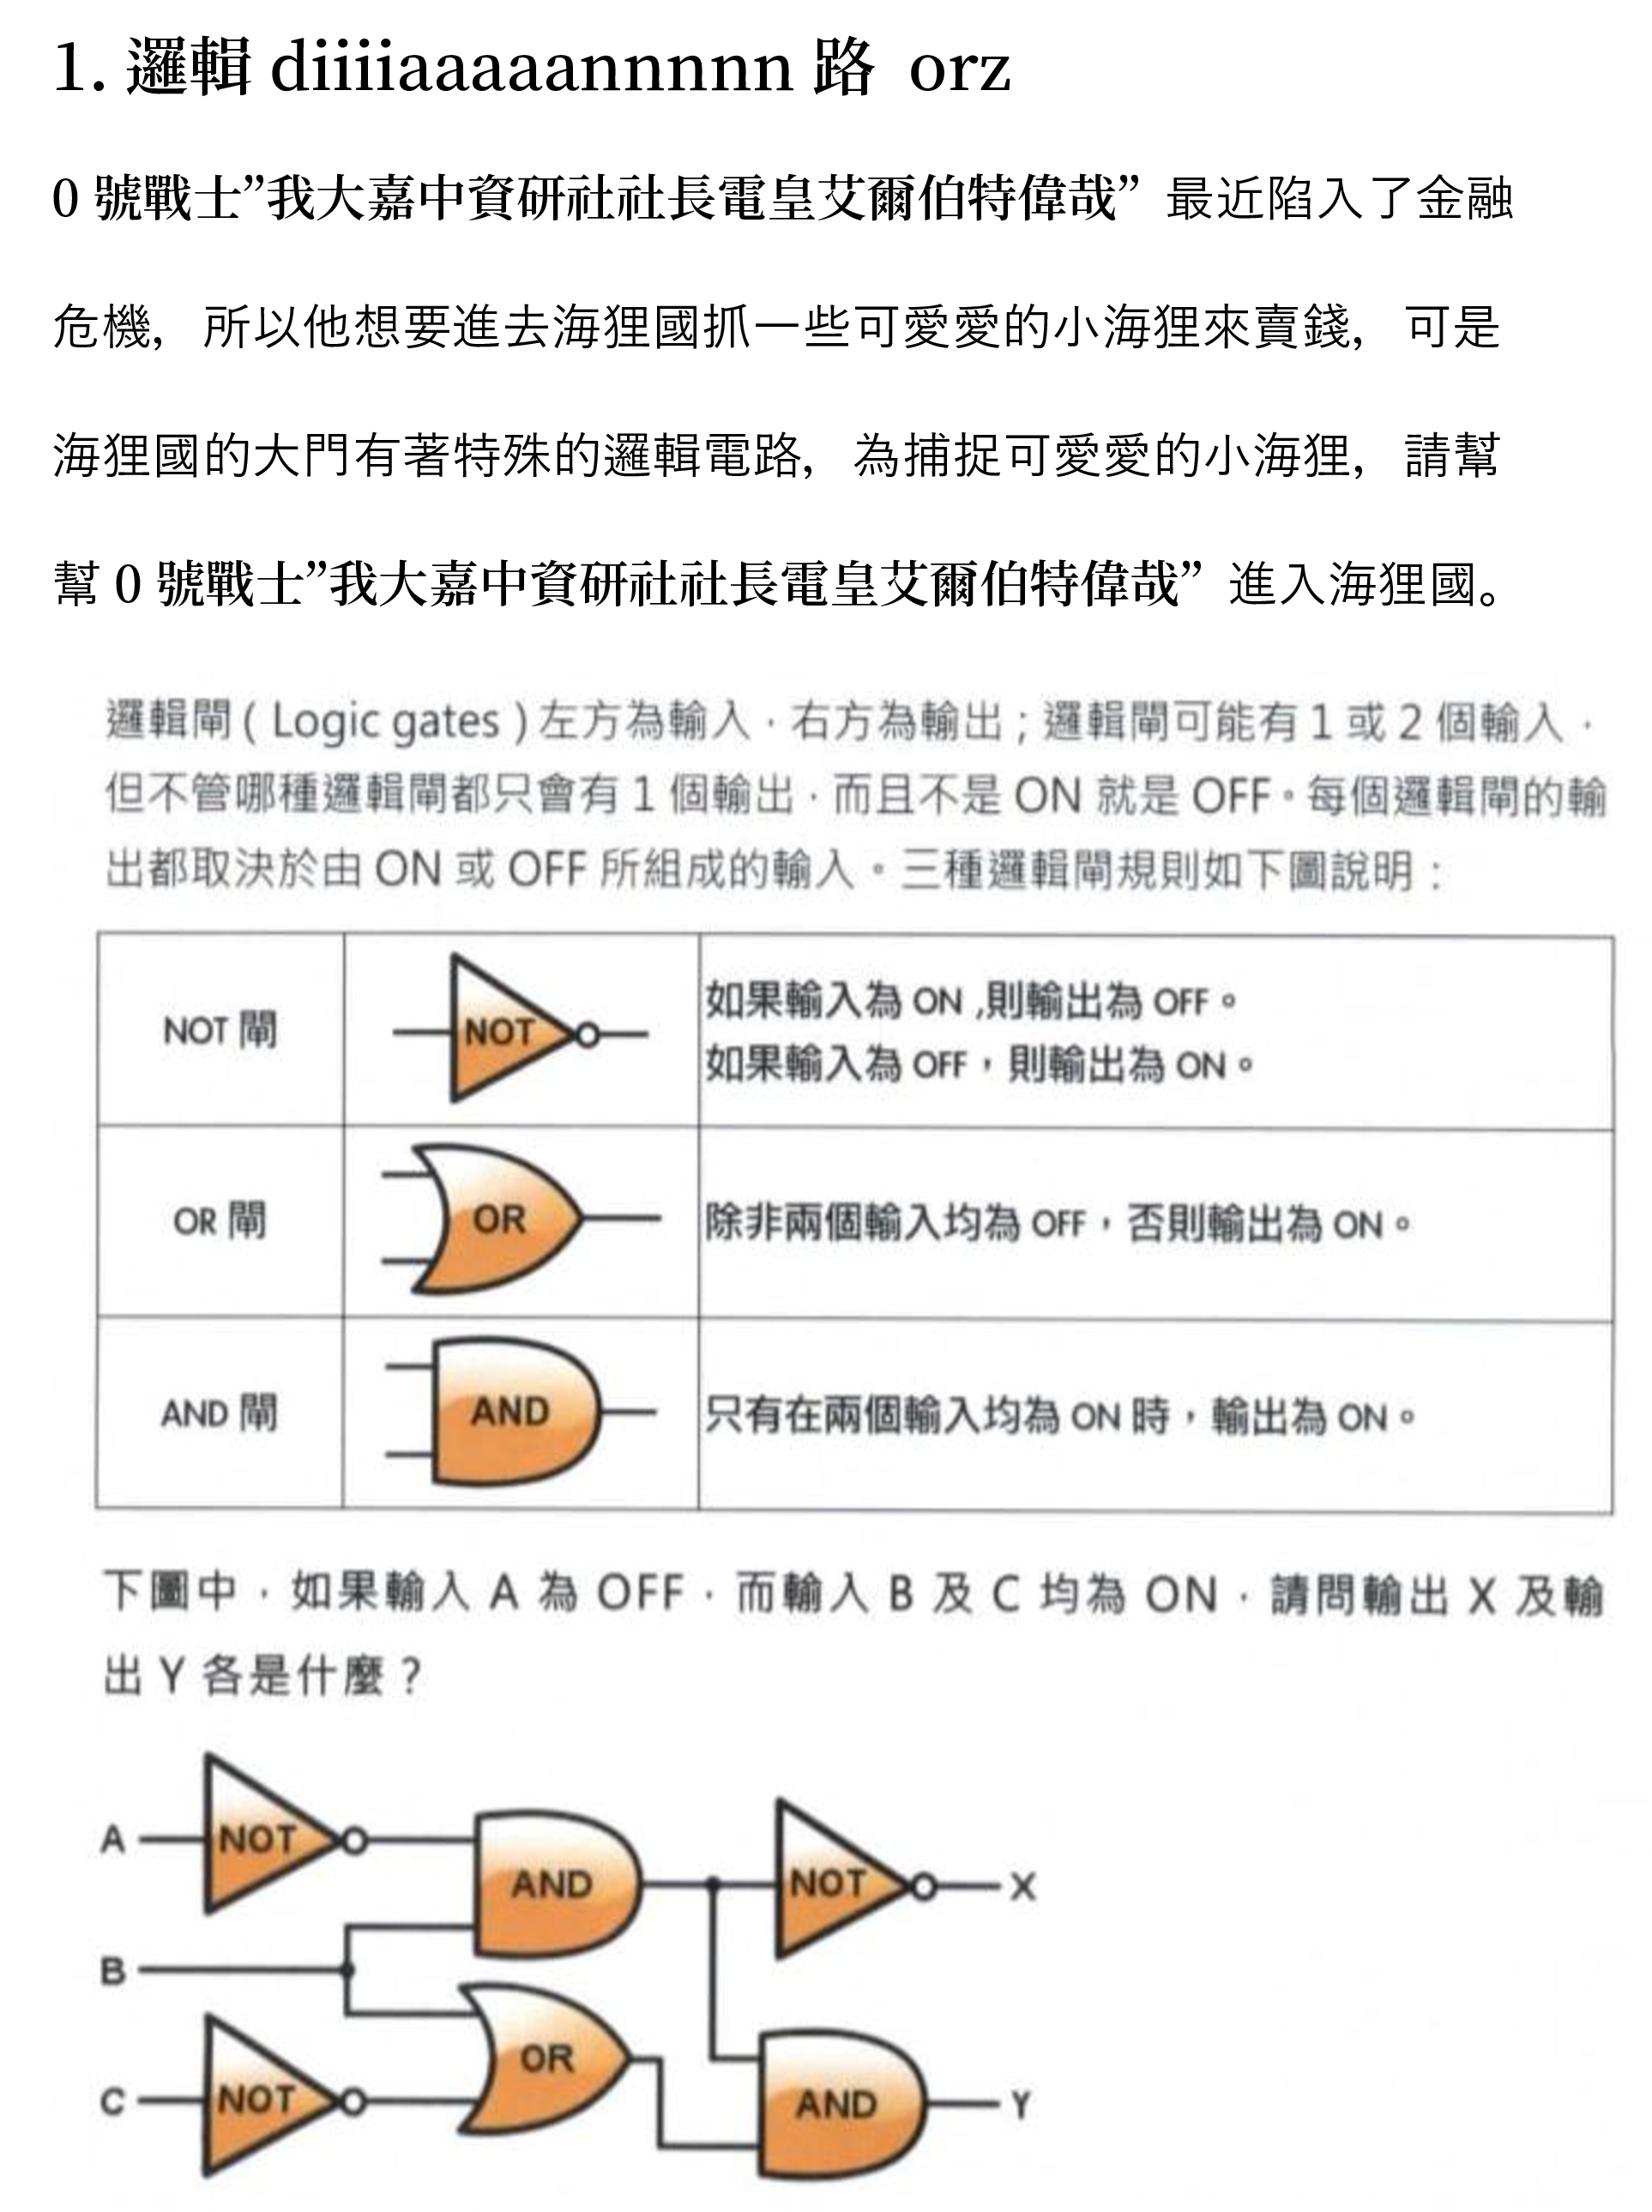 1. 邏輯 diiiiaaaaannnnn 路 orz
0 號戰士”我大嘉中資研社社長電皇艾爾伯特偉哉” 最近陷入了金融
危機，所以他想要進去海狸國抓一些可愛愛的小海狸來賣錢，可是
海狸國的大門有著特殊的邏輯電路，為捕捉可愛愛的小海狸，請幫
幫 0 號戰士”我大嘉中資研社社長電皇艾爾伯特偉哉” 進入海狸國。
邏輯閘 ( Logic gates ) 左方為輸入，右方為輸出；邏輯閘可能有 1 或 2 個輸入，
但不管哪種邏輯閘都只會有 1 個輸出，而且不是 ON 就是 OFF。每個邏輯閘的輸
出都取決於由 ON 或 OFF 所組成的輸入。三種邏輯閘規則如下圖說明：
NOT 閘
NOT
如果輸入為 ON ,則輸出為 OFF。
如果輸入為 OFF，則輸出為 ON。
OR 閘
OR
除非兩個輸入均為 OFF，否則輸出為 ON。
AND 閘
AND
只有在兩個輸入均為 ON 時，輸出為 ON。
下圖中，如果輸入 A 為 OFF，而輸入 B 及 C 均為 ON，請問輸出 X 及輸
出 Y 各是什麼？
A
NOT
AND
NOT
X
B
OR
C
NOT
AND
Y